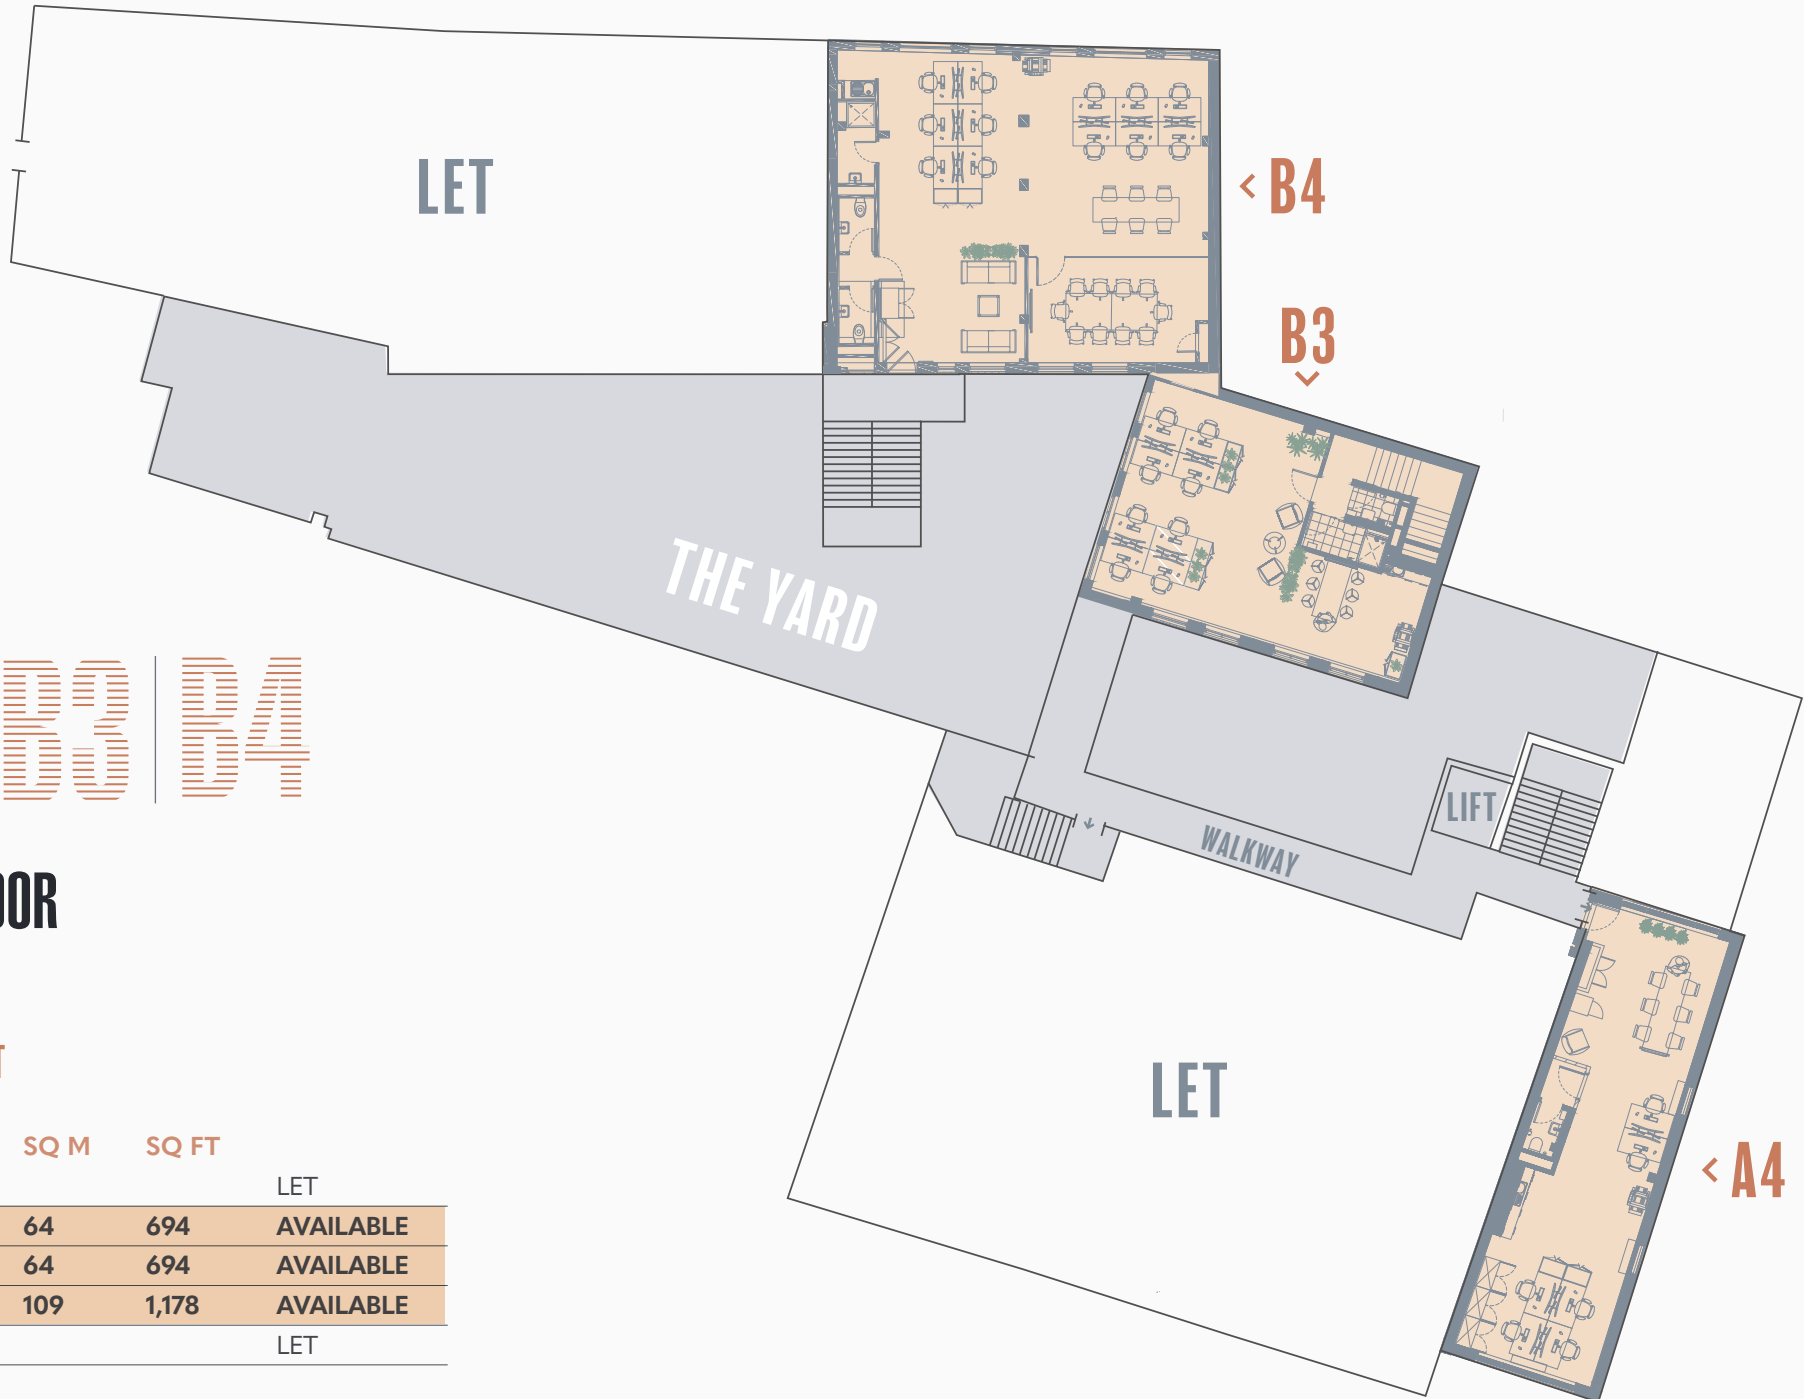 LET
< B4
B3
THE YARD
B3 | B4
LIFT
WALKWAY
OOR
LET
T
SQ M SQ FT
< A4
LET
64 694 AVAILABLE
64 694 AVAILABLE
109 1,178 AVAILABLE
LET